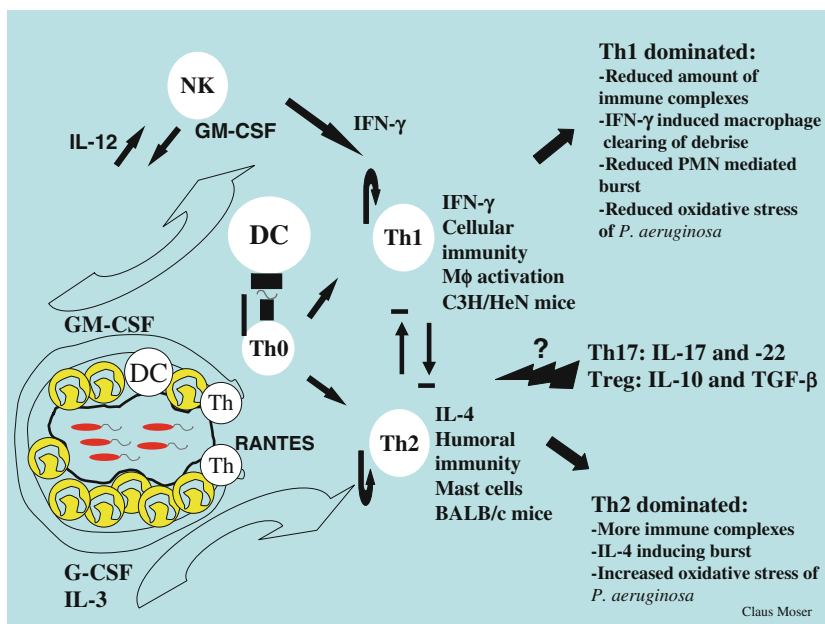 NK
IL-12
GM-CSF
IFN-γ
DC
Th0
Th1
IFN-γ
Cellular
immunity
Mϕ activation
C3H/HeN mice
Th1 dominated:
-Reduced amount of
immune complexes
-IFN-γ induced macrophage
clearing of debrise
-Reduced PMN mediated
burst
-Reduced oxidative stress
of P. aeruginosa
GM-CSF
DC
Th
RANTES
Th
G-CSF
IL-3
Th2
IL-4
Humoral
immunity
Mast cells
BALB/c mice
?
Th17: IL-17 and -22
Treg: IL-10 and TGF-β
Th2 dominated:
-More immune complexes
-IL-4 inducing burst
-Increased oxidative stress of
P. aeruginosa
Claus Moser